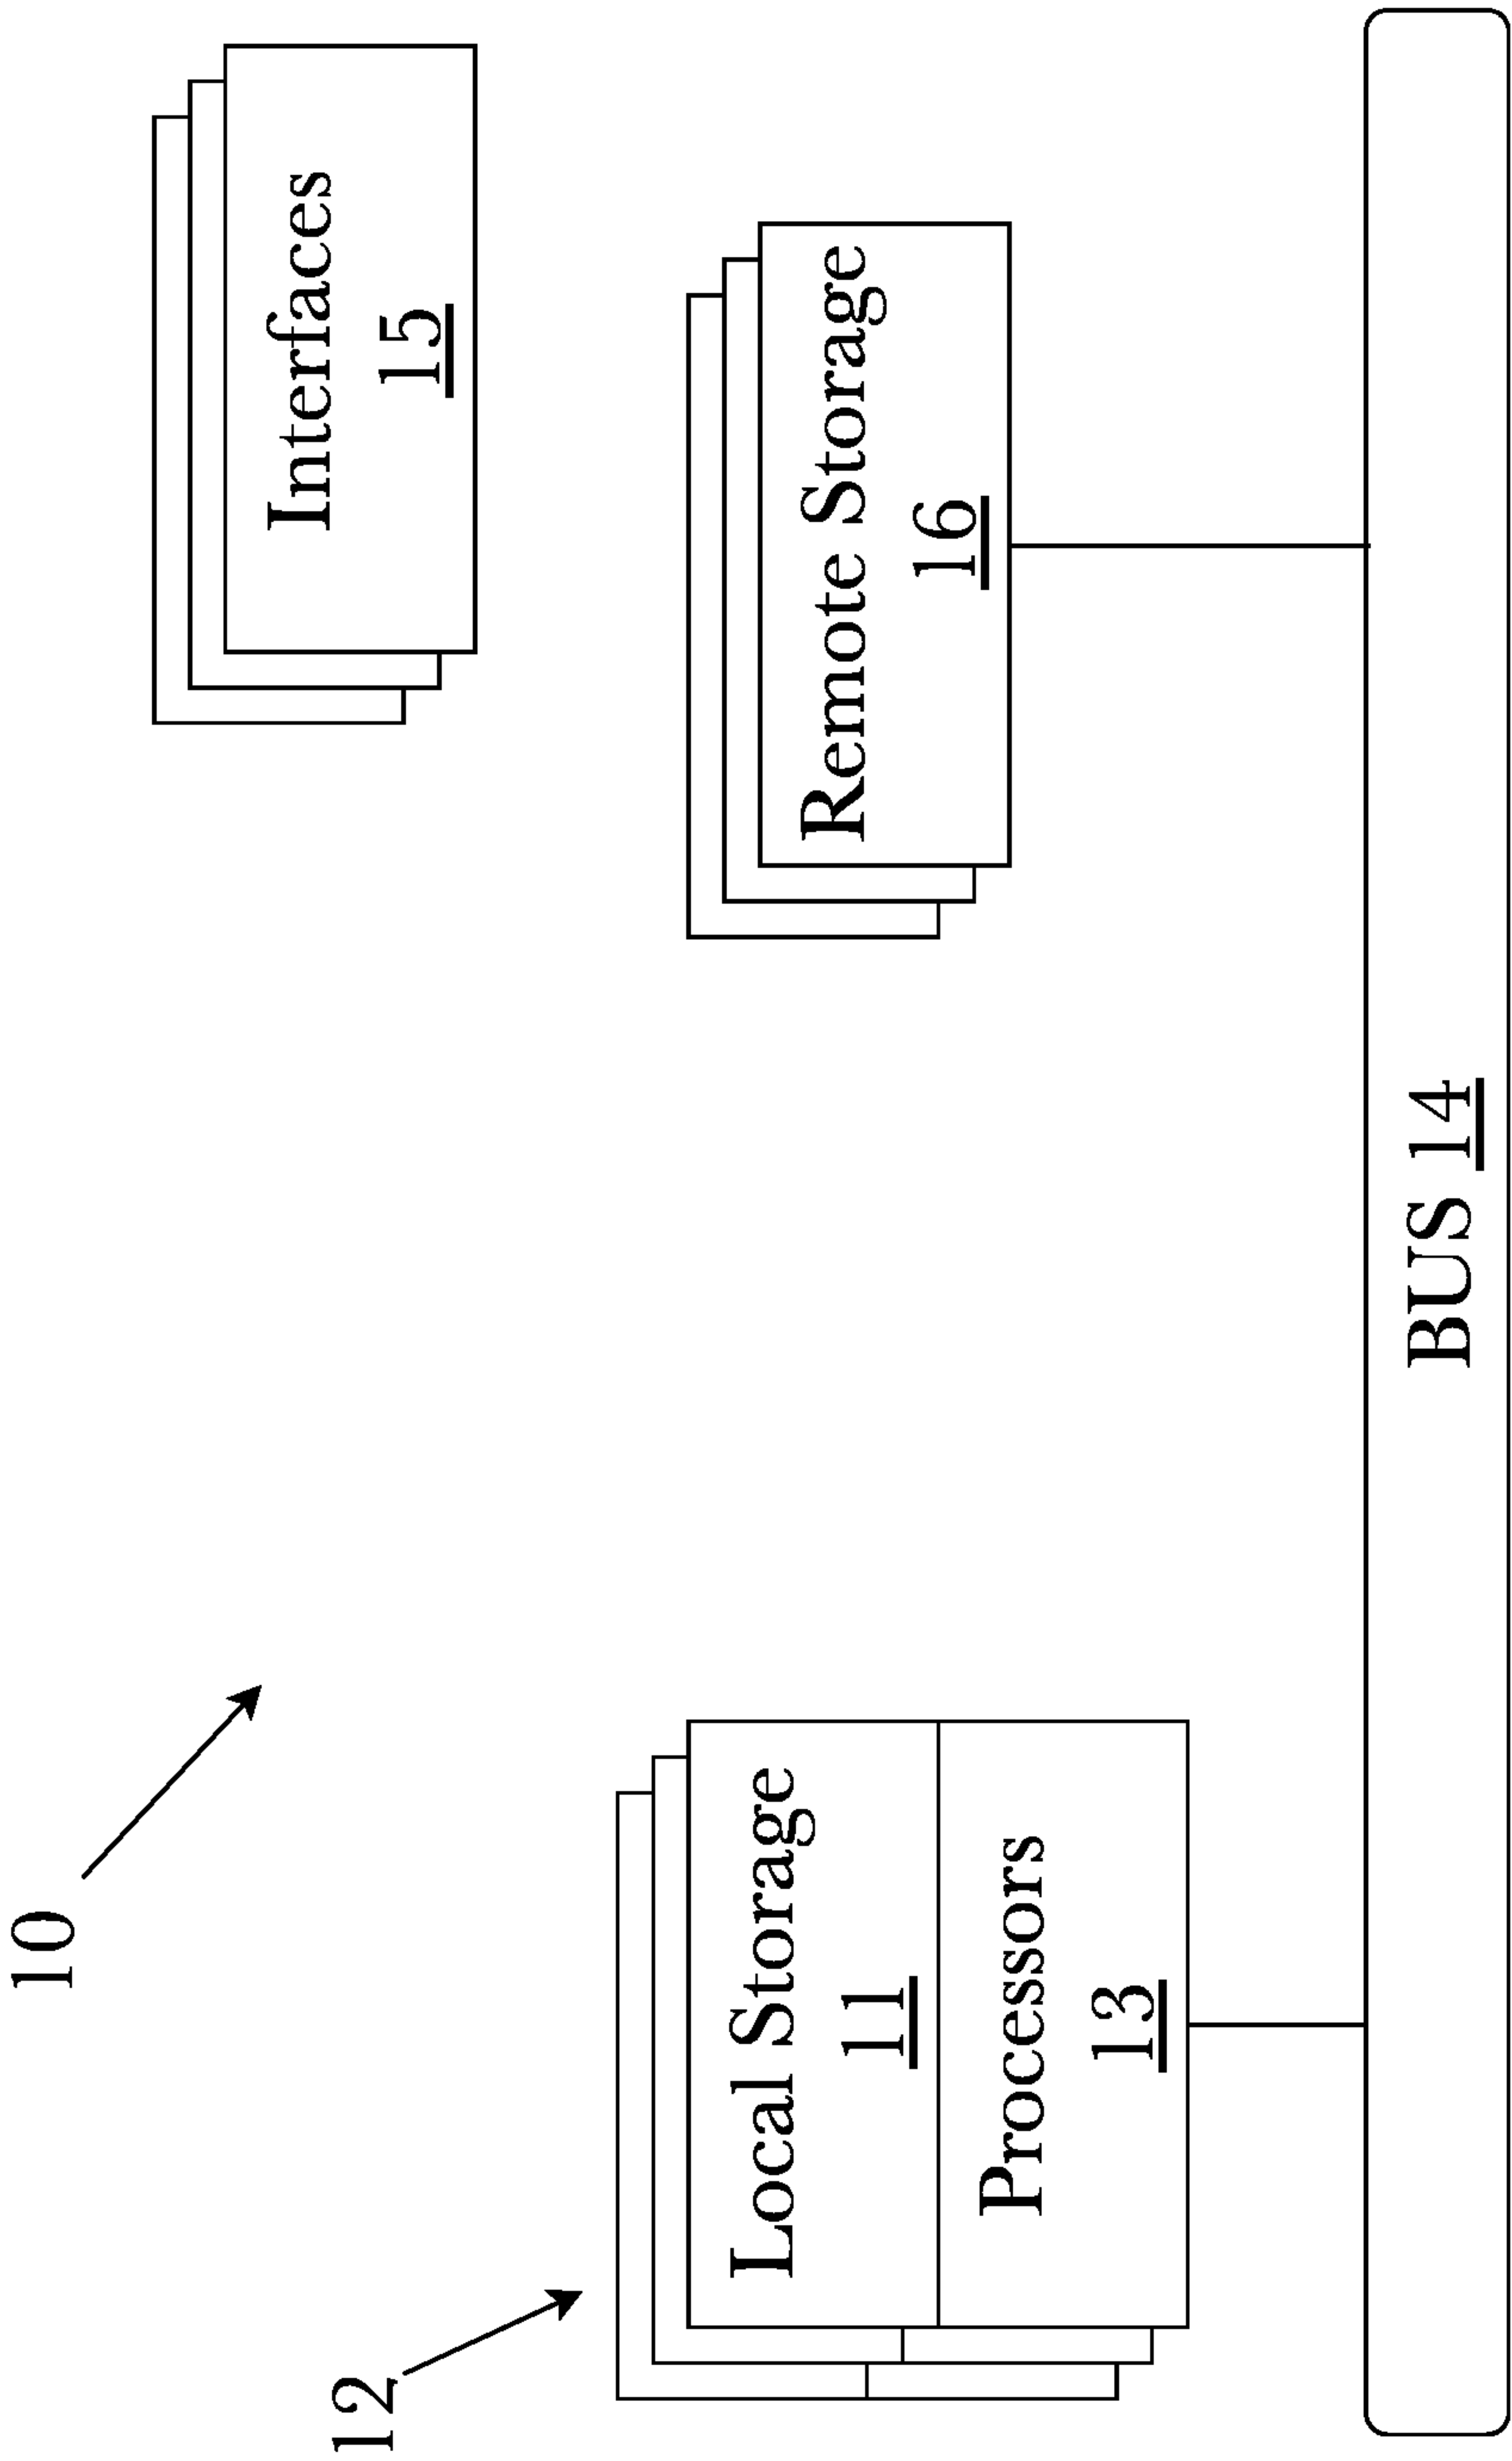 10
12
Interfaces
15
Local Storage
11
Processors
13
Remote Storage
16
BUS 14